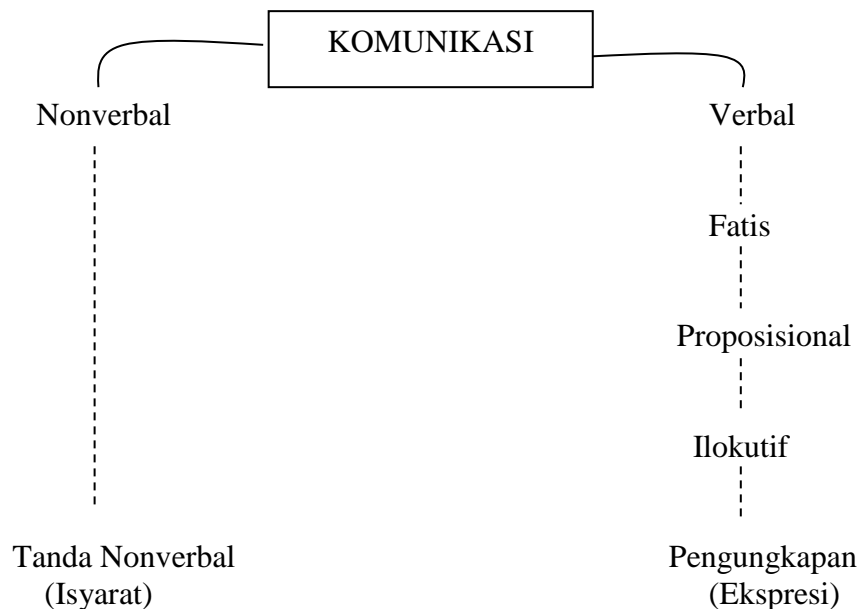 KOMUNIKASI
Nonverbal
Verbal
Fatis
Proposisional
Ilokutif
Tanda Nonverbal
(Isyarat)
Pengungkapan
(Ekspresi)